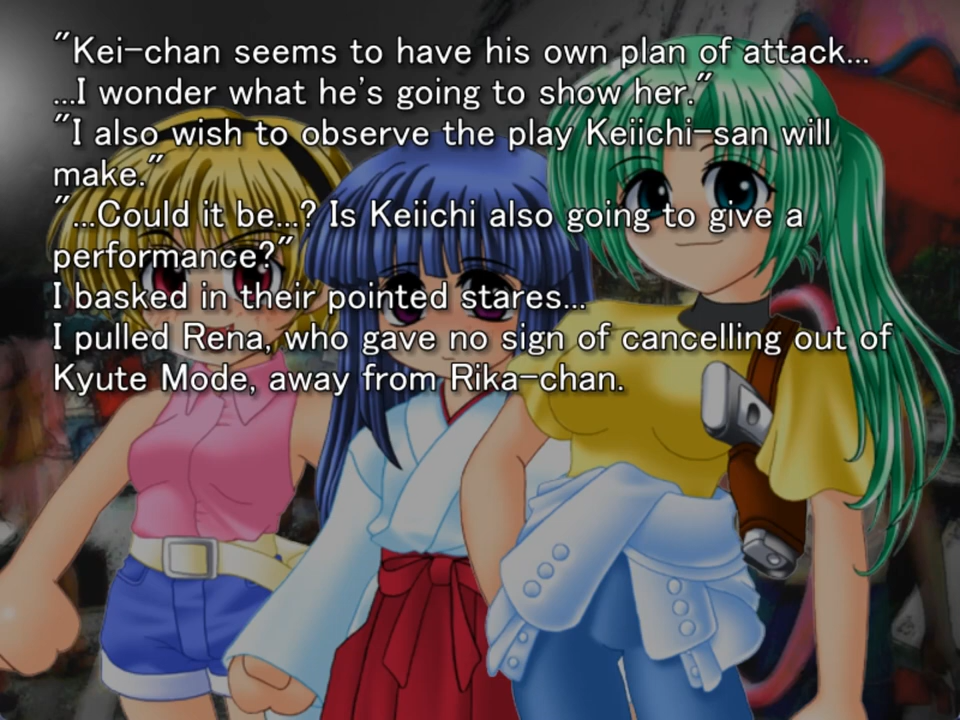 "Kei-chan seems to have his own plan of attack...
...I wonder what he's going to show her."
"I also wish to observe the play Keiichi-san will
make."
"...Could it be...? Is Keiichi also going to give a
performance?"
I basked in their pointed stares...
I pulled Rena, who gave no sign of cancelling out of
Kyute Mode, away from Rika-chan.